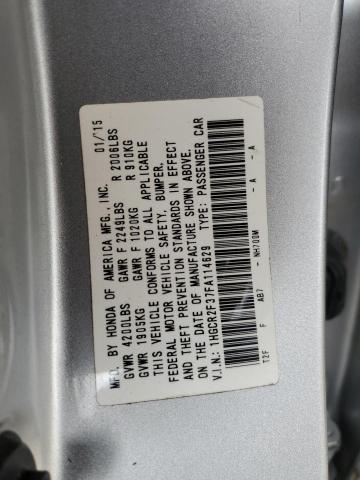 MFD. BY HONDA OF AMERICA MFG., INC. 01/15
GVWR 4200LBS GAWR F 2249LBS R 2006LBS
GVWR 1905KG GAWR F 1020KG R 910KG
THIS VEHICLE CONFORMS TO ALL APPLICABLE
FEDERAL MOTOR VEHICLE SAFETY, BUMPER,
AND THEFT PREVENTION STANDARDS IN EFFECT
ON THE DATE OF MANUFACTURE SHOWN ABOVE.
V.I.N.: 1HGCR2F37FA114629 TYPE: PASSENGER CAR
T2F F AB7 NH700M A A